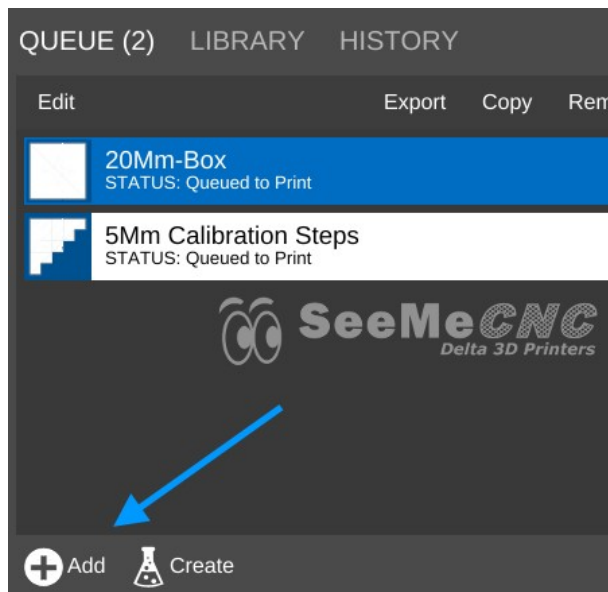 QUEUE (2) LIBRARY HISTORY
Edit Export Copy Rem
20Mm-Box
STATUS: Queued to Print
5Mm Calibration Steps
STATUS: Queued to Print
SeeMeCNC
Delta 3D Printers
Add Create